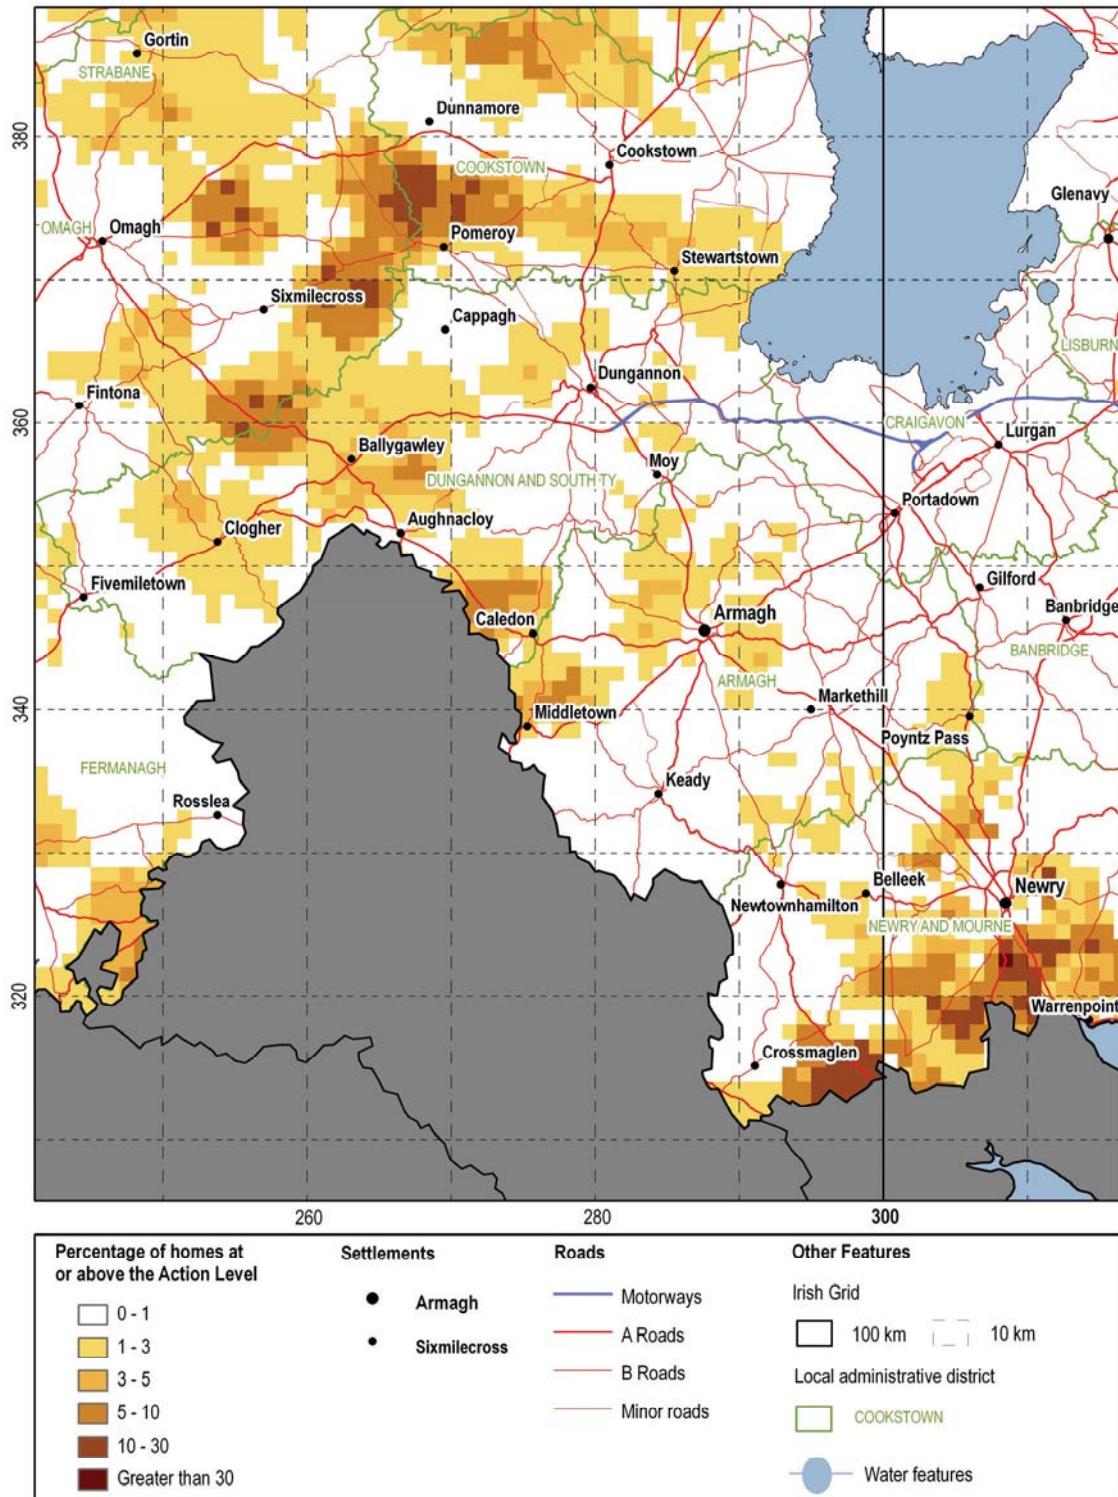 Gortin
STRABANE
Dunnamore
380
COOKSTOWN
Cookstown
Glenavy
OMAGH
Omagh
Pomeroy
Stewartstown
Sixmilecross
Cappagh
LISBURN
Dungannon
Fintona
360
CRAIGAVON
Lurgan
Ballygawley
Moy
DUNGANNON AND SOUTH TY
Portadown
Clogher
Aughnacloy
Fivemiletown
Gilford
Caledon
Armagh
Banbridge
BANBRIDGE
ARMAGH
Markethill
340
Middletown
Poyntz Pass
FERMANAGH
Keady
Rosslea
Belleek
Newry
Newtownhamilton
NEWRY AND MOURNE
320
Warrenpoint
Crossmaglen
260
280
300
Percentage of homes at
or above the Action Level
0 - 1
1 - 3
3 - 5
5 - 10
10 - 30
Greater than 30
Settlements
Armagh
Sixmilecross
Roads
Motorways
A Roads
B Roads
Minor roads
Other Features
Irish Grid
100 km
10 km
Local administrative district
COOKSTOWN
Water features